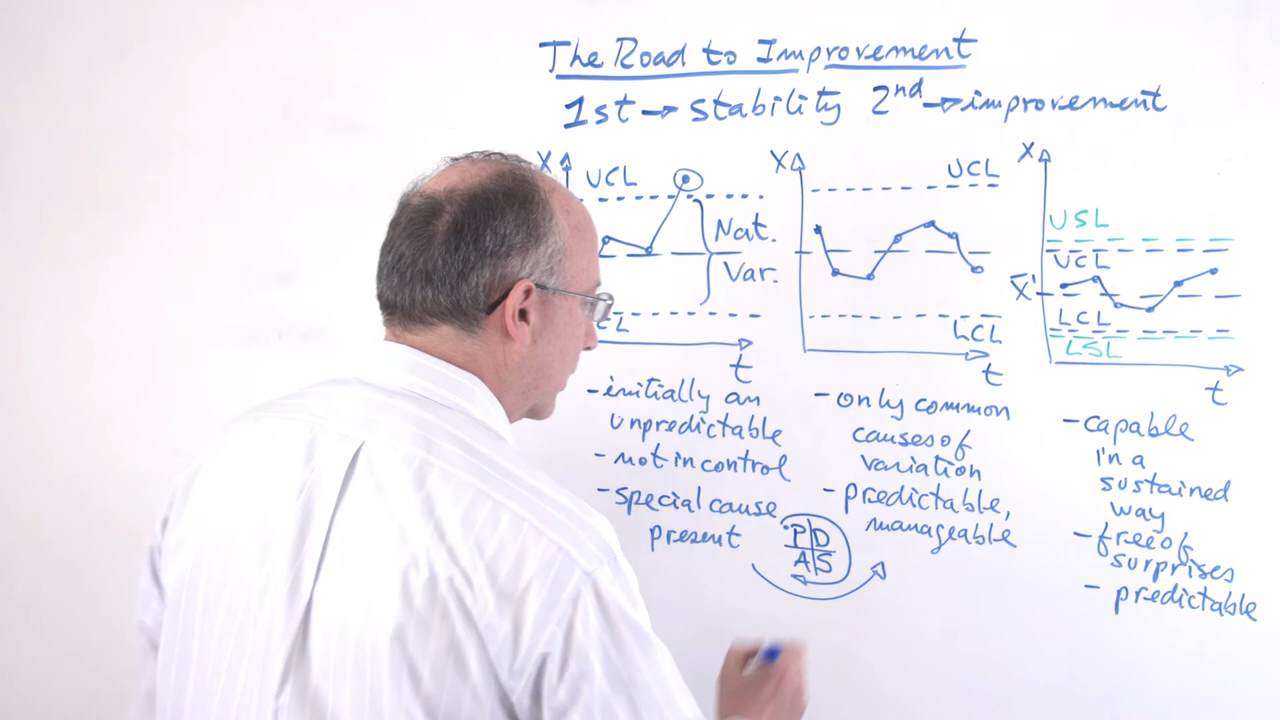 The Road to Improvement
1st → stability 2nd → improvement
X
UCL
Nat.
Var.
CL
t
- initially an
unpredictable
- not in control
- special cause
present
X
UCL
LCL
t
- only common
causes of
variation
- predictable,
manageable
P D
A S
X
USL
UCL
X̄
LCL
LSL
t
- capable
in a
sustained
way
- free of
surprises
- predictable